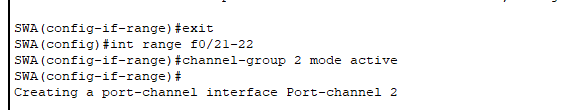 SWA(config-if-range)#exit
SWA(config)#int range f0/21-22
SWA(config-if-range)#channel-group 2 mode active
SWA(config-if-range)#
Creating a port-channel interface Port-channel 2